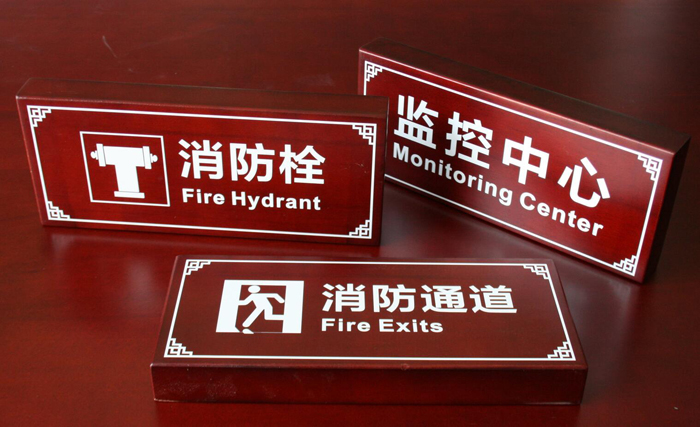 消防栓
Fire Hydrant
监控中心
Monitoring Center
消防通道
Fire Exits